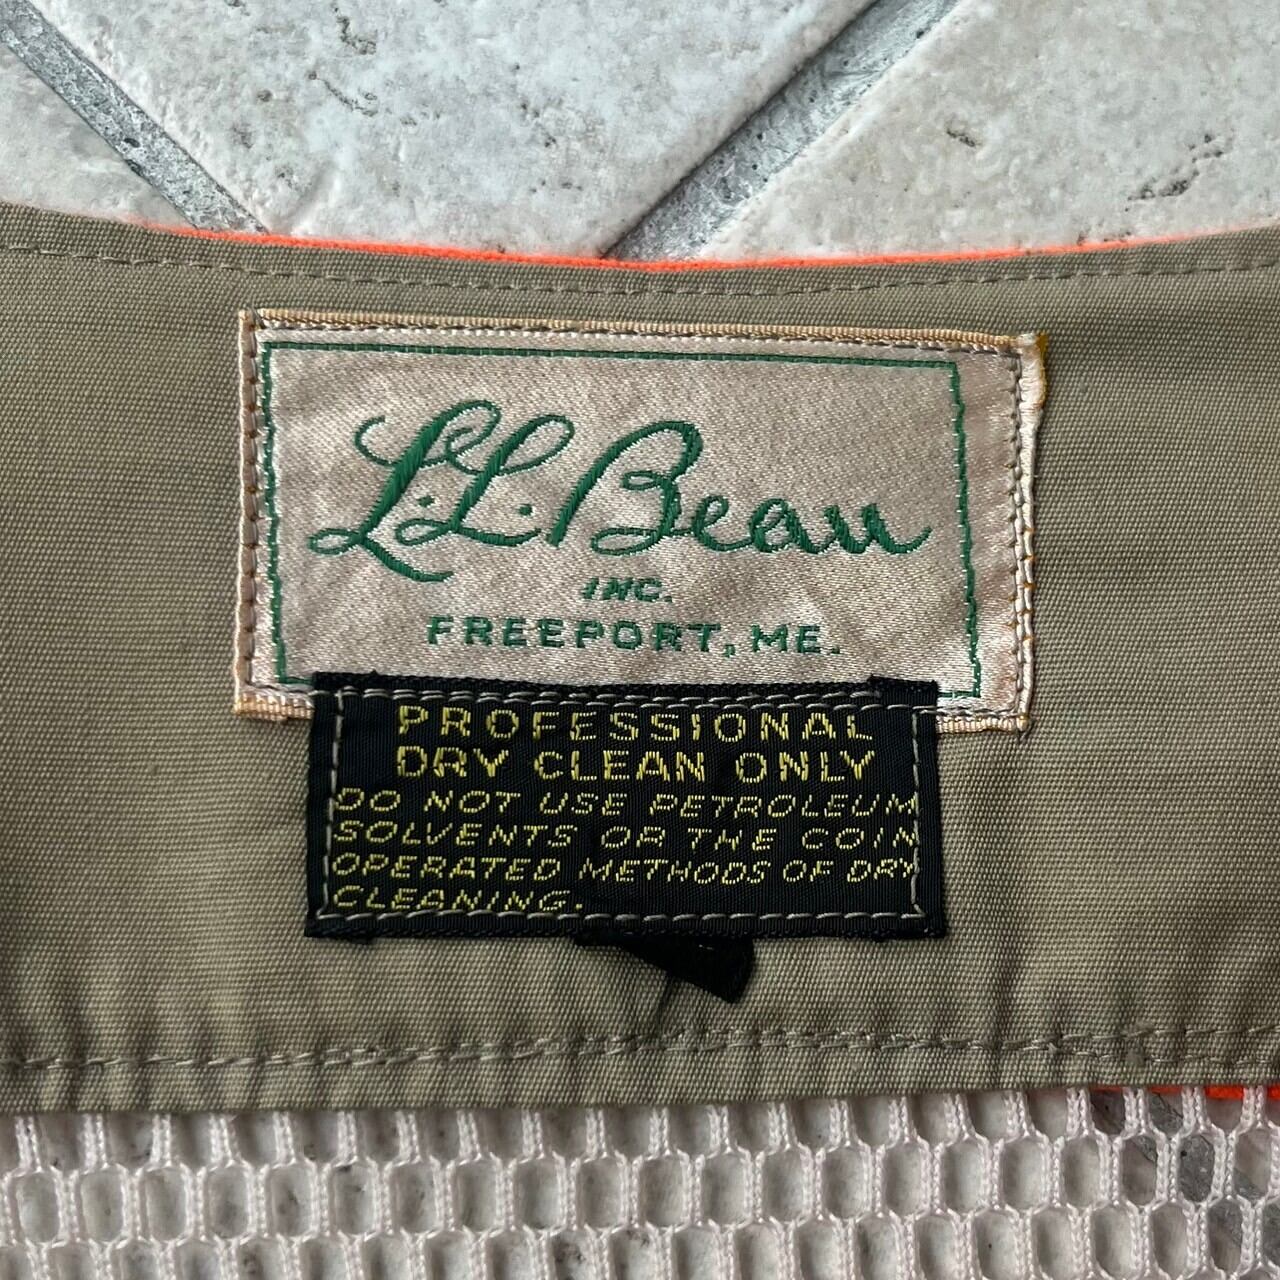 L.L.Bean
INC.
FREEPORT, ME.
PROFESSIONAL
DRY CLEAN ONLY
DO NOT USE PETROLEUM
SOLVENTS OR THE COIN
OPERATED METHODS OF DRY
CLEANING.